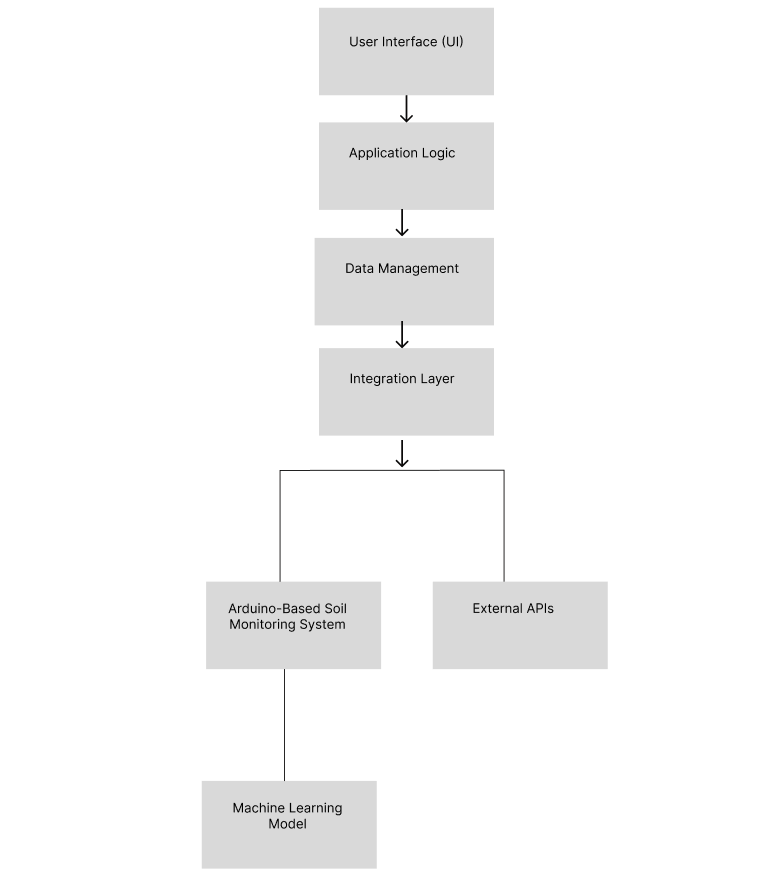 User Interface (UI)
Application Logic
Data Management
Integration Layer
Arduino-Based Soil
Monitoring System
External APIs
Machine Learning
Model